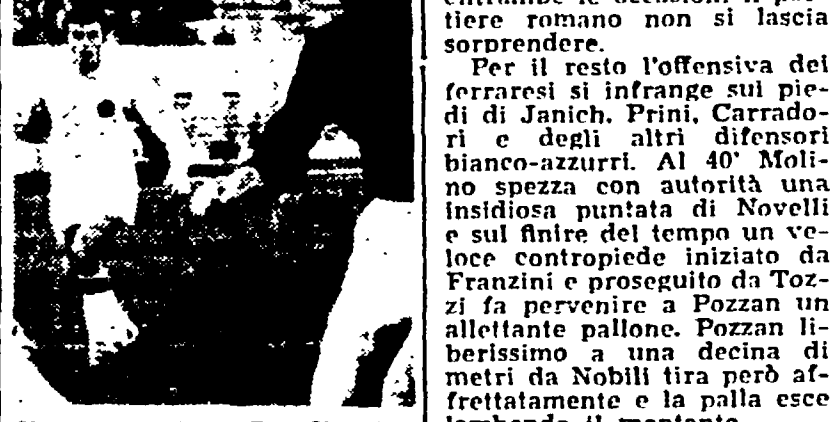 tiere romano non si lascia
sorprendere.
Per il resto l'offensiva dei
ferraresi si infrange sui pie-
di di Janich, Prini, Carrado-
ri e degli altri difensori
bianco-azzurri. Al 40' Moli-
no spezza con autorità una
insidiosa puntata di Novelli
e sul finire del tempo un ve-
loce contropiede iniziato da
Franzini e proseguito da Toz-
zi fa pervenire a Pozzan un
allettante pallone. Pozzan li-
berissimo a una decina di
metri da Nobili tira però af-
frettatamente e la palla esce